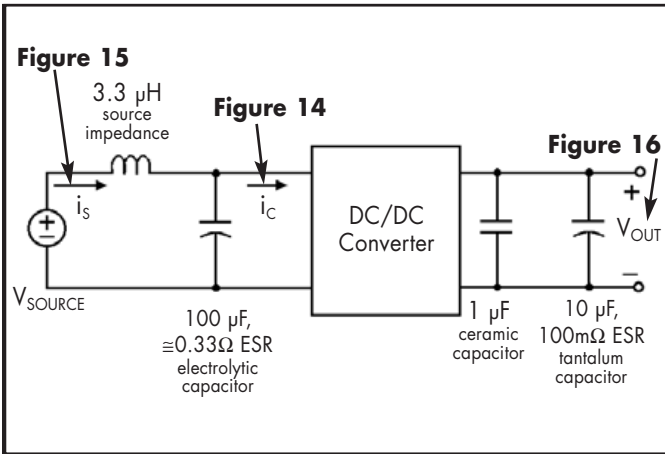 Figure 15
3.3 µH
source
impedance
Figure 14
Figure 16
iS
iC
DC/DC
Converter
+
VOUT
–
+
–
VSOURCE
100 µF,
≅0.33Ω ESR
electrolytic
capacitor
1 µF
ceramic
capacitor
10 µF,
100mΩ ESR
tantalum
capacitor